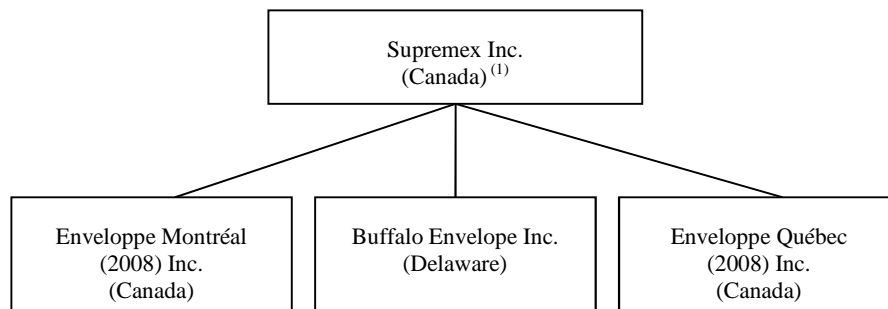 Supremex Inc.
(Canada) (1)
Enveloppe Montréal
(2008) Inc.
(Canada)
Buffalo Envelope Inc.
(Delaware)
Enveloppe Québec
(2008) Inc.
(Canada)